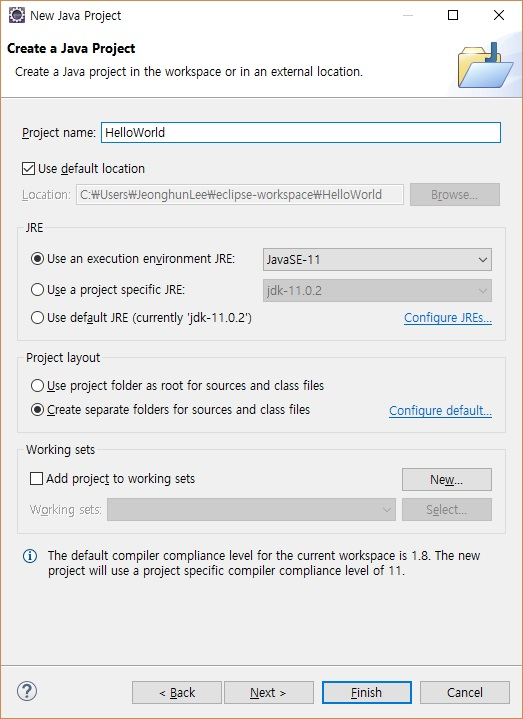 New Java Project
Create a Java Project
Create a Java project in the workspace or in an external location.
Project name: HelloWorld
Use default location
Location: C:₩Users₩JeonghunLee₩eclipse-workspace₩HelloWorld Browse...
JRE
Use an execution environment JRE: JavaSE-11
Use a project specific JRE: jdk-11.0.2
Use default JRE (currently 'jdk-11.0.2') Configure JREs...
Project layout
Use project folder as root for sources and class files
Create separate folders for sources and class files Configure default...
Working sets
Add project to working sets New...
Working sets: Select...
The default compiler compliance level for the current workspace is 1.8. The new
project will use a project specific compiler compliance level of 11.
? < Back Next > Finish Cancel